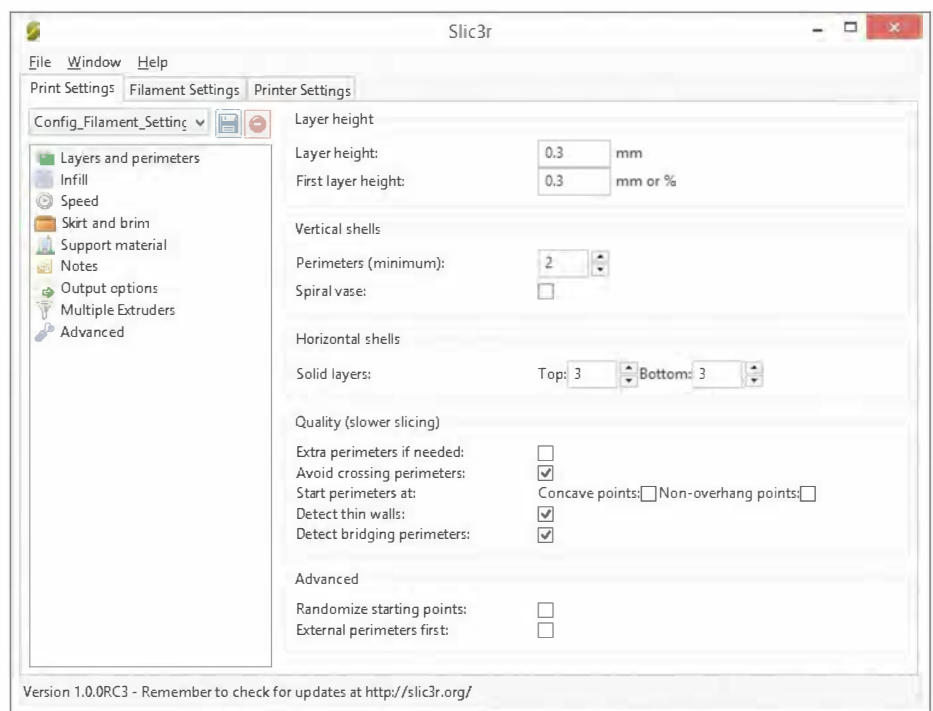 Slic3r
File Window Help
Print Settings Filament Settings Printer Settings
Config_Filament_Setting
Layers and perimeters
Infill
Speed
Skirt and brim
Support material
Notes
Output options
Multiple Extruders
Advanced
Layer height
Layer height: 0.3 mm
First layer height: 0.3 mm or %
Vertical shells
Perimeters (minimum): 2
Spiral vase:
Horizontal shells
Solid layers: Top: 3 Bottom: 3
Quality (slower slicing)
Extra perimeters if needed:
Avoid crossing perimeters:
Start perimeters at: Concave points: Non-overhang points:
Detect thin walls:
Detect bridging perimeters:
Advanced
Randomize starting points:
External perimeters first:
Version 1.0.0RC3 - Remember to check for updates at http://slic3r.org/